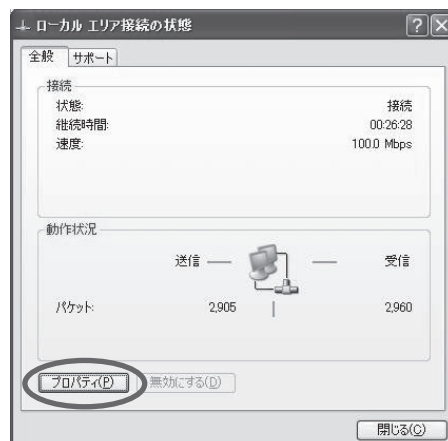 ローカル エリア接続の状態
全般 サポート
接続
状態: 接続
継続時間: 00:26:28
速度: 100.0 Mbps
動作状況
送信 受信
パケット: 2,905 2,960
プロパティ(P) 無効にする(D)
閉じる(C)